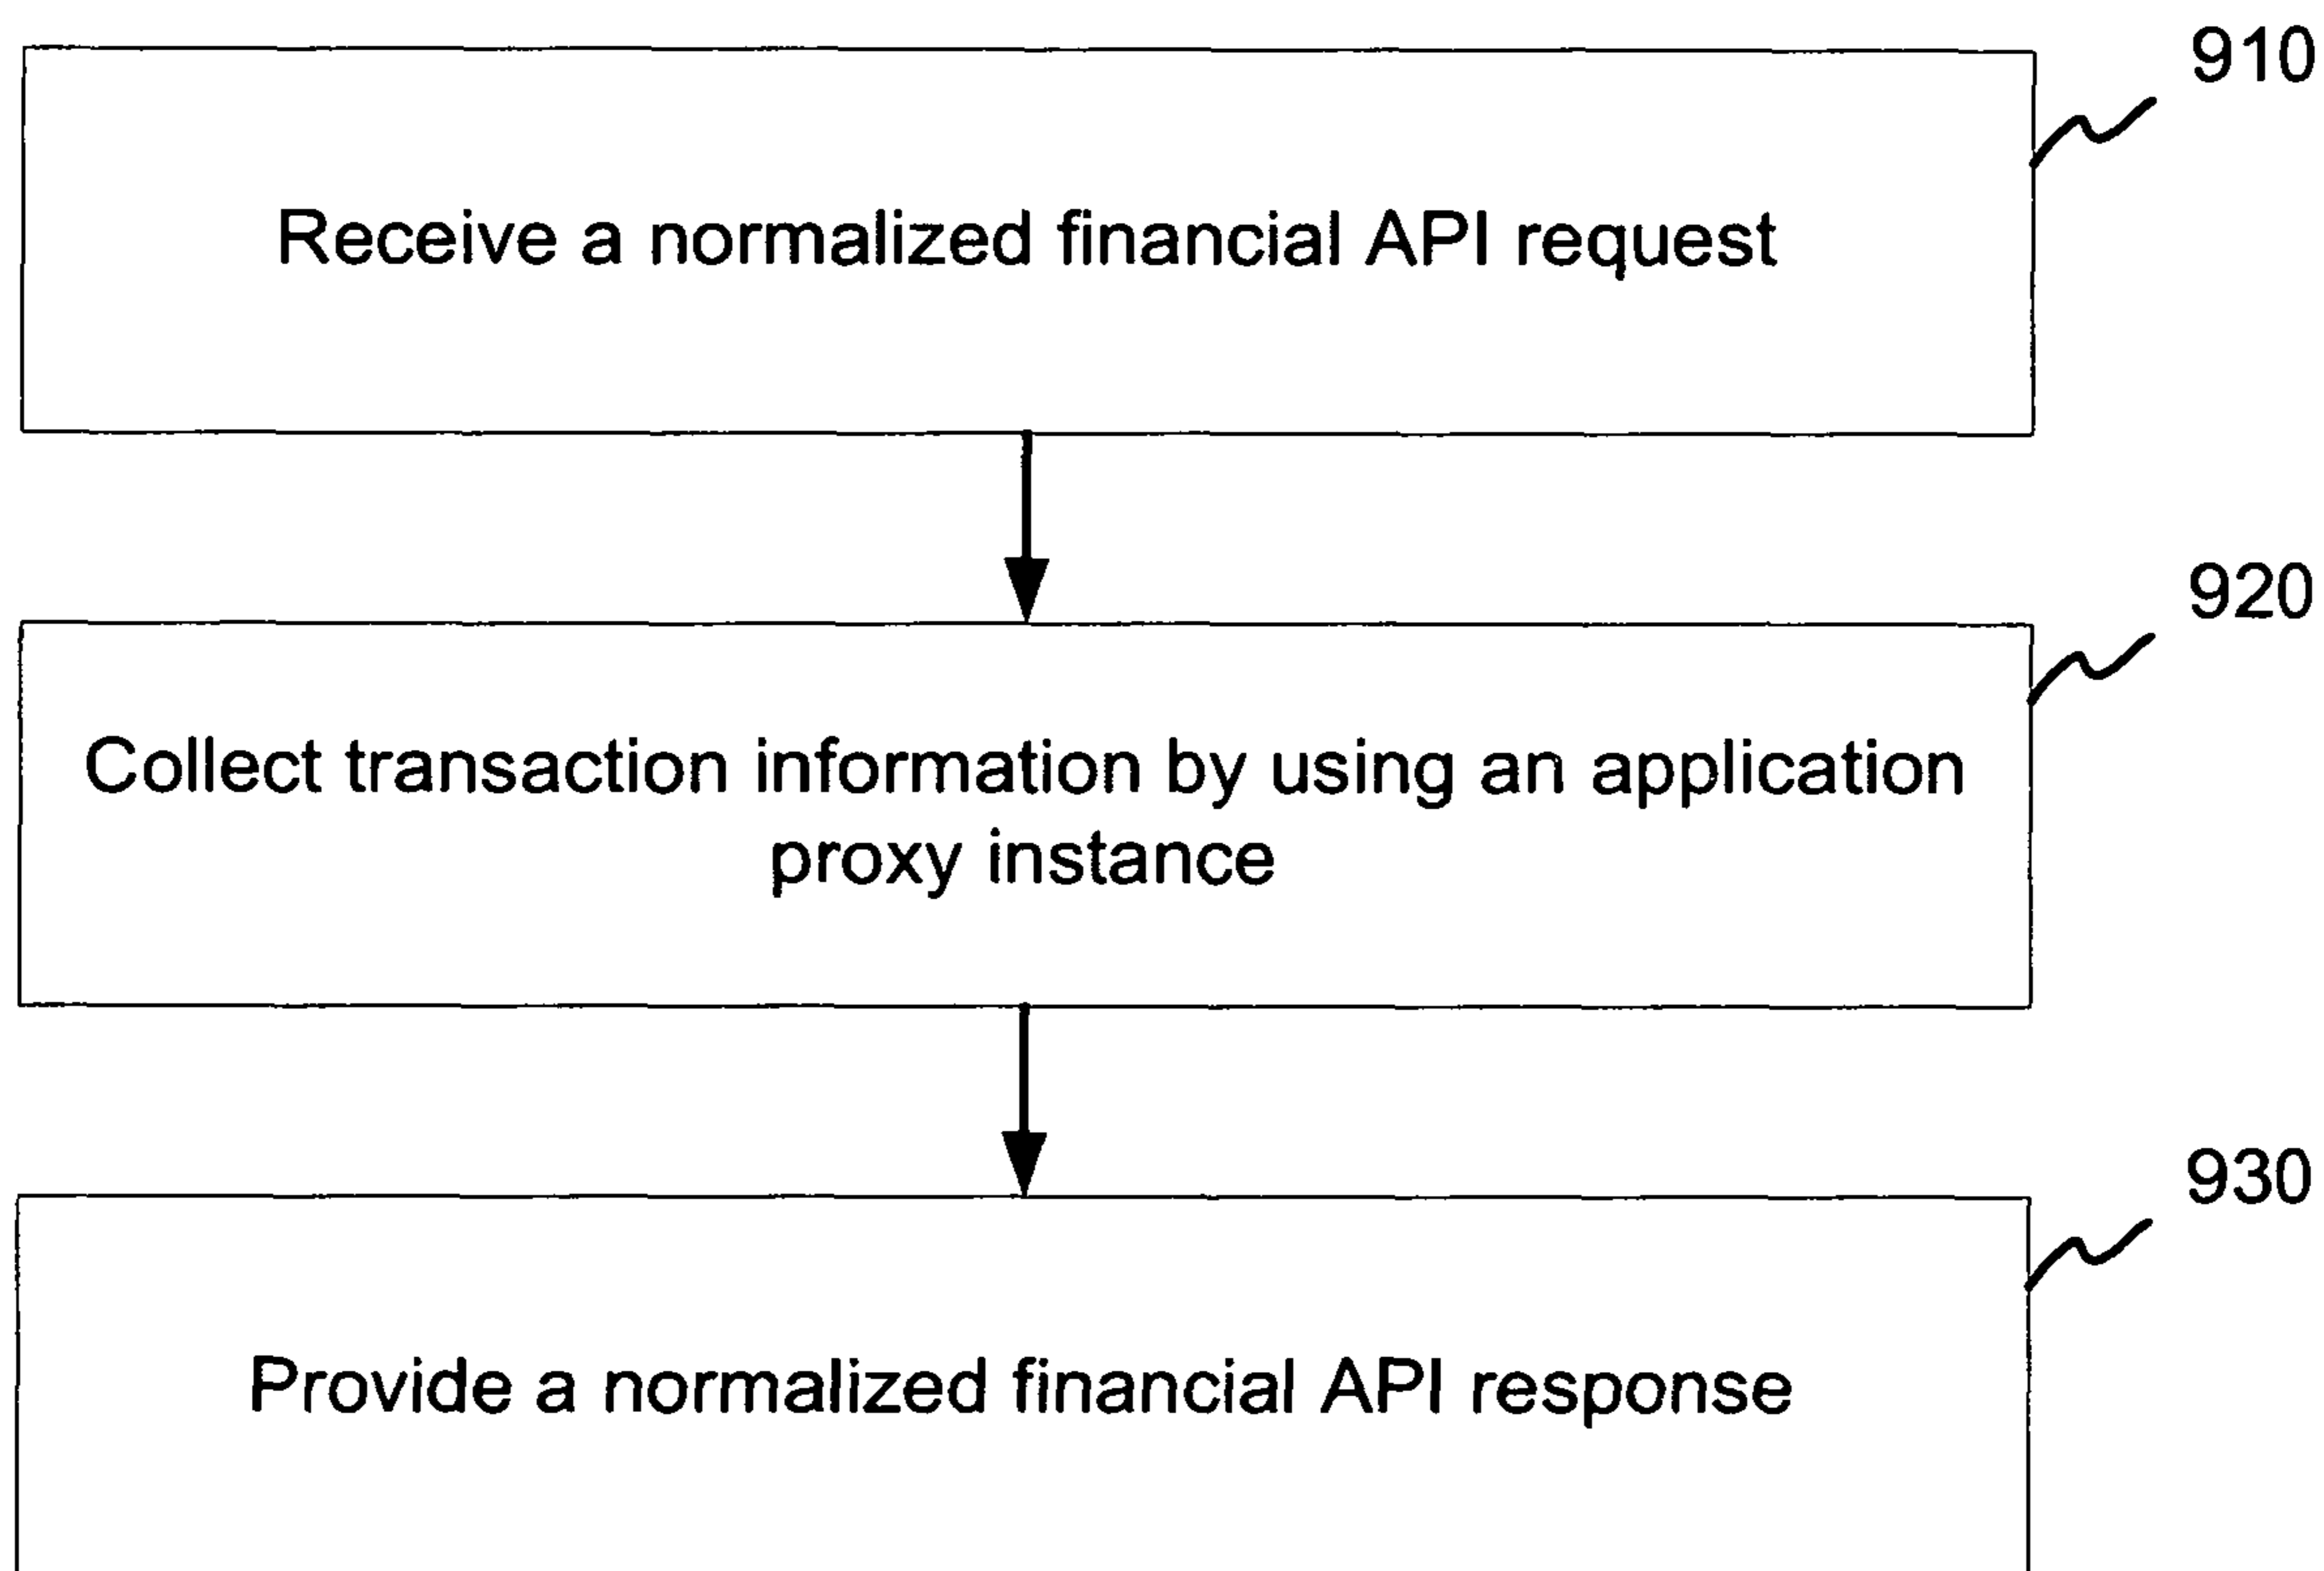 910
Receive a normalized financial API request
920
Collect transaction information by using an application
proxy instance
930
Provide a normalized financial API response